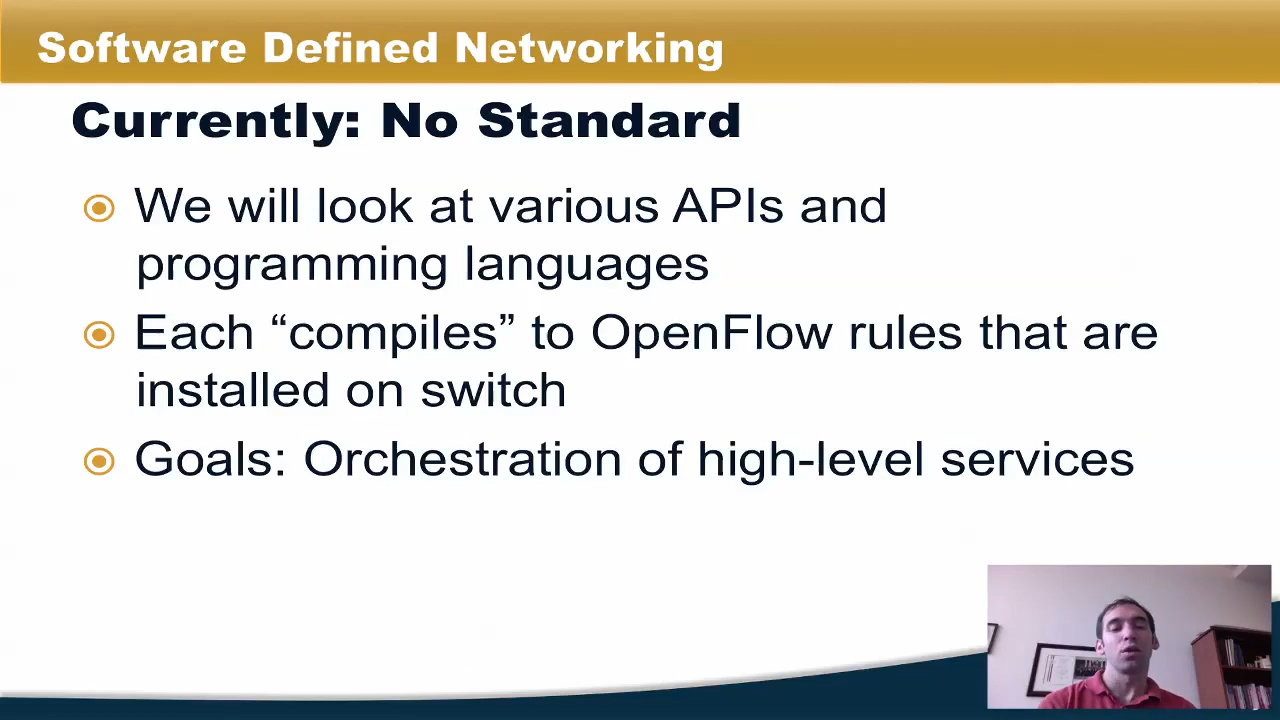 Software Defined Networking
Currently: No Standard
We will look at various APIs and
programming languages
Each “compiles” to OpenFlow rules that are
installed on switch
Goals: Orchestration of high-level services